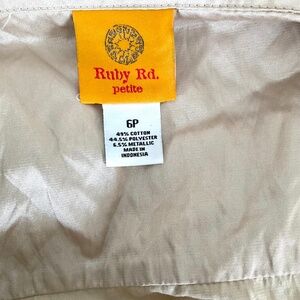 Ruby Rd.
petite
6P
49% COTTON
44.5% POLYESTER
6.5% METALLIC
MADE IN
INDONESIA